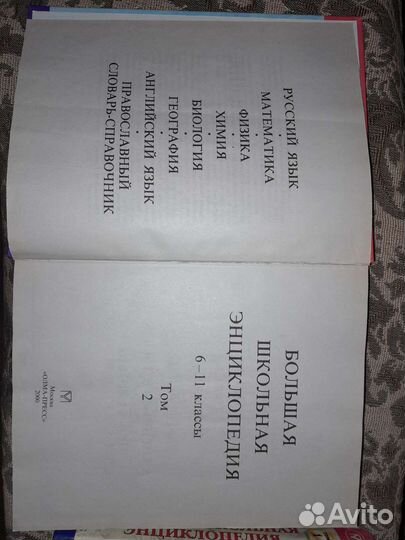 РУССКИЙ ЯЗЫК
·
МАТЕМАТИКА
·
ФИЗИКА
·
ХИМИЯ
·
БИОЛОГИЯ
·
ГЕОГРАФИЯ
·
АНГЛИЙСКИЙ ЯЗЫК
·
ПРАВОСЛАВНЫЙ
СЛОВАРЬ-СПРАВОЧНИК
БОЛЬШАЯ
ШКОЛЬНАЯ
ЭНЦИКЛОПЕДИЯ
6–11 классы
Том
2
Москва
«ОЛМА-ПРЕСС»
2000
ЭНЦИКЛОПЕДИЯ
Avito